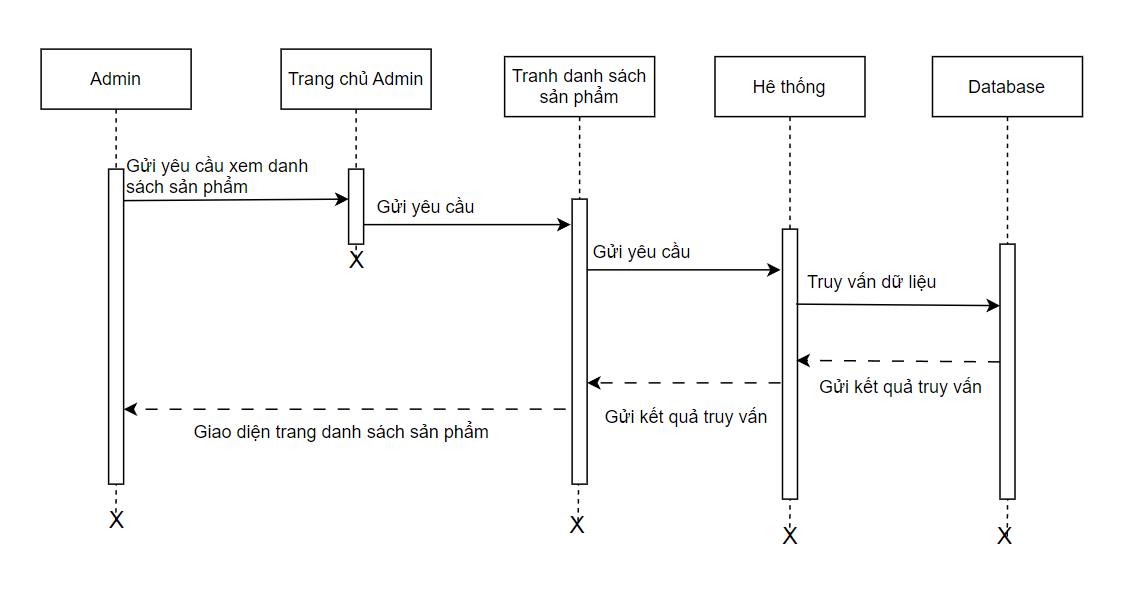 Admin
Trang chủ Admin
Tranh danh sách
sản phẩm
Hê thống
Database
Gửi yêu cầu xem danh
sách sản phẩm
Gửi yêu cầu
Gửi yêu cầu
Truy vấn dữ liệu
Gửi kết quả truy vấn
Gửi kết quả truy vấn
Giao diện trang danh sách sản phẩm
X
X
X
X
X